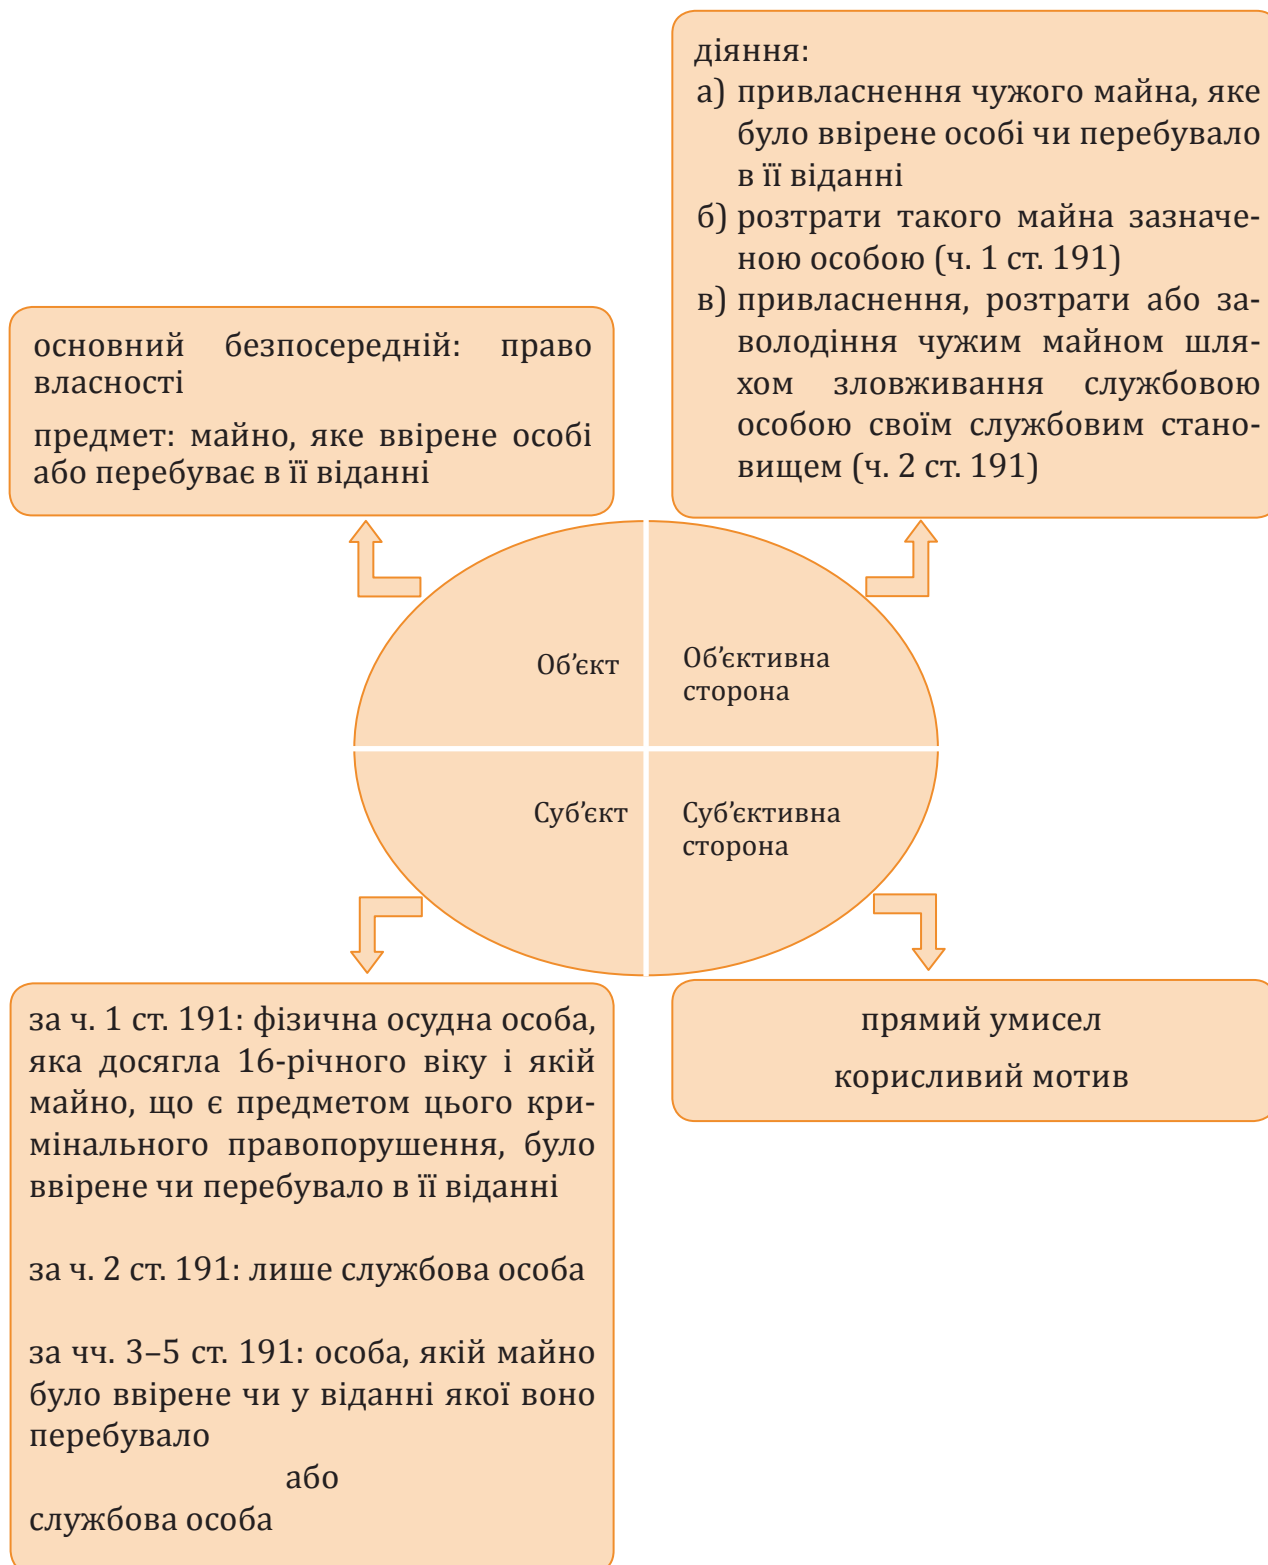 діяння:
а) привласнення чужого майна, яке
було ввірене особі чи перебувало
в її віданні
б) розтрати такого майна зазначе-
ною особою (ч. 1 ст. 191)
в) привласнення, розтрати або за-
володіння чужим майном шля-
хом зловживання службовою
особою своїм службовим стано-
вищем (ч. 2 ст. 191)
основний безпосередній: право
власності
предмет: майно, яке ввірене особі
або перебуває в її віданні
Об’єкт
Об’єктивна
сторона
Суб’єкт
Суб’єктивна
сторона
за ч. 1 ст. 191: фізична осудна особа,
яка досягла 16-річного віку і якій
майно, що є предметом цього кри-
мінального правопорушення, було
ввірене чи перебувало в її віданні
за ч. 2 ст. 191: лише службова особа
за чч. 3–5 ст. 191: особа, якій майно
було ввірене чи у віданні якої воно
перебувало
або
службова особа
прямий умисел
корисливий мотив